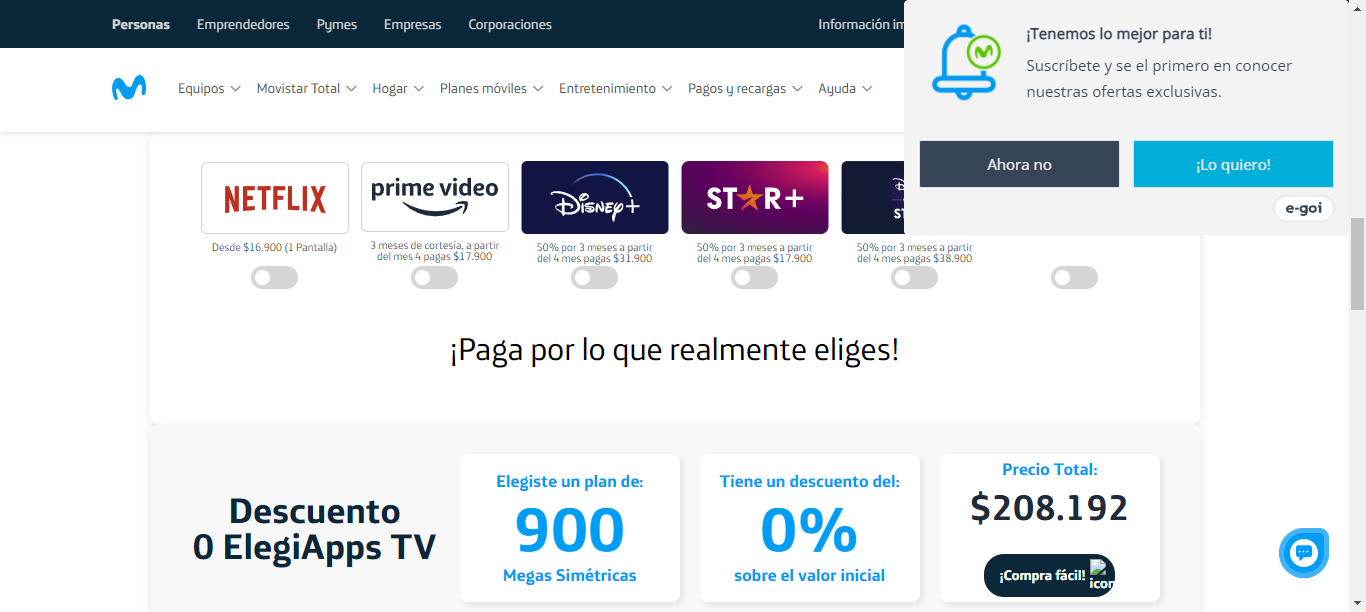 Personas Emprendedores Pymes Empresas Corporaciones Información im
¡Tenemos lo mejor para ti!
Suscríbete y se el primero en conocer
nuestras ofertas exclusivas.
Ahora no ¡Lo quiero!
e-goi
Equipos Movistar Total Hogar Planes móviles Entretenimiento Pagos y recargas Ayuda
NETFLIX
Desde $16.900 (1 Pantalla)
prime video
3 meses de cortesía, a partir
del mes 4 pagas $17.900
Disney+
50% por 3 meses a partir
del 4 mes pagas $31.900
STAR+
50% por 3 meses a partir
del 4 mes pagas $17.900
50% por 3 meses a partir
del 4 mes pagas $38.900
¡Paga por lo que realmente eliges!
Descuento
0 ElegiApps TV
Elegiste un plan de:
900
Megas Simétricas
Tiene un descuento del:
0%
sobre el valor inicial
Precio Total:
$208.192
¡Compra fácil! icon